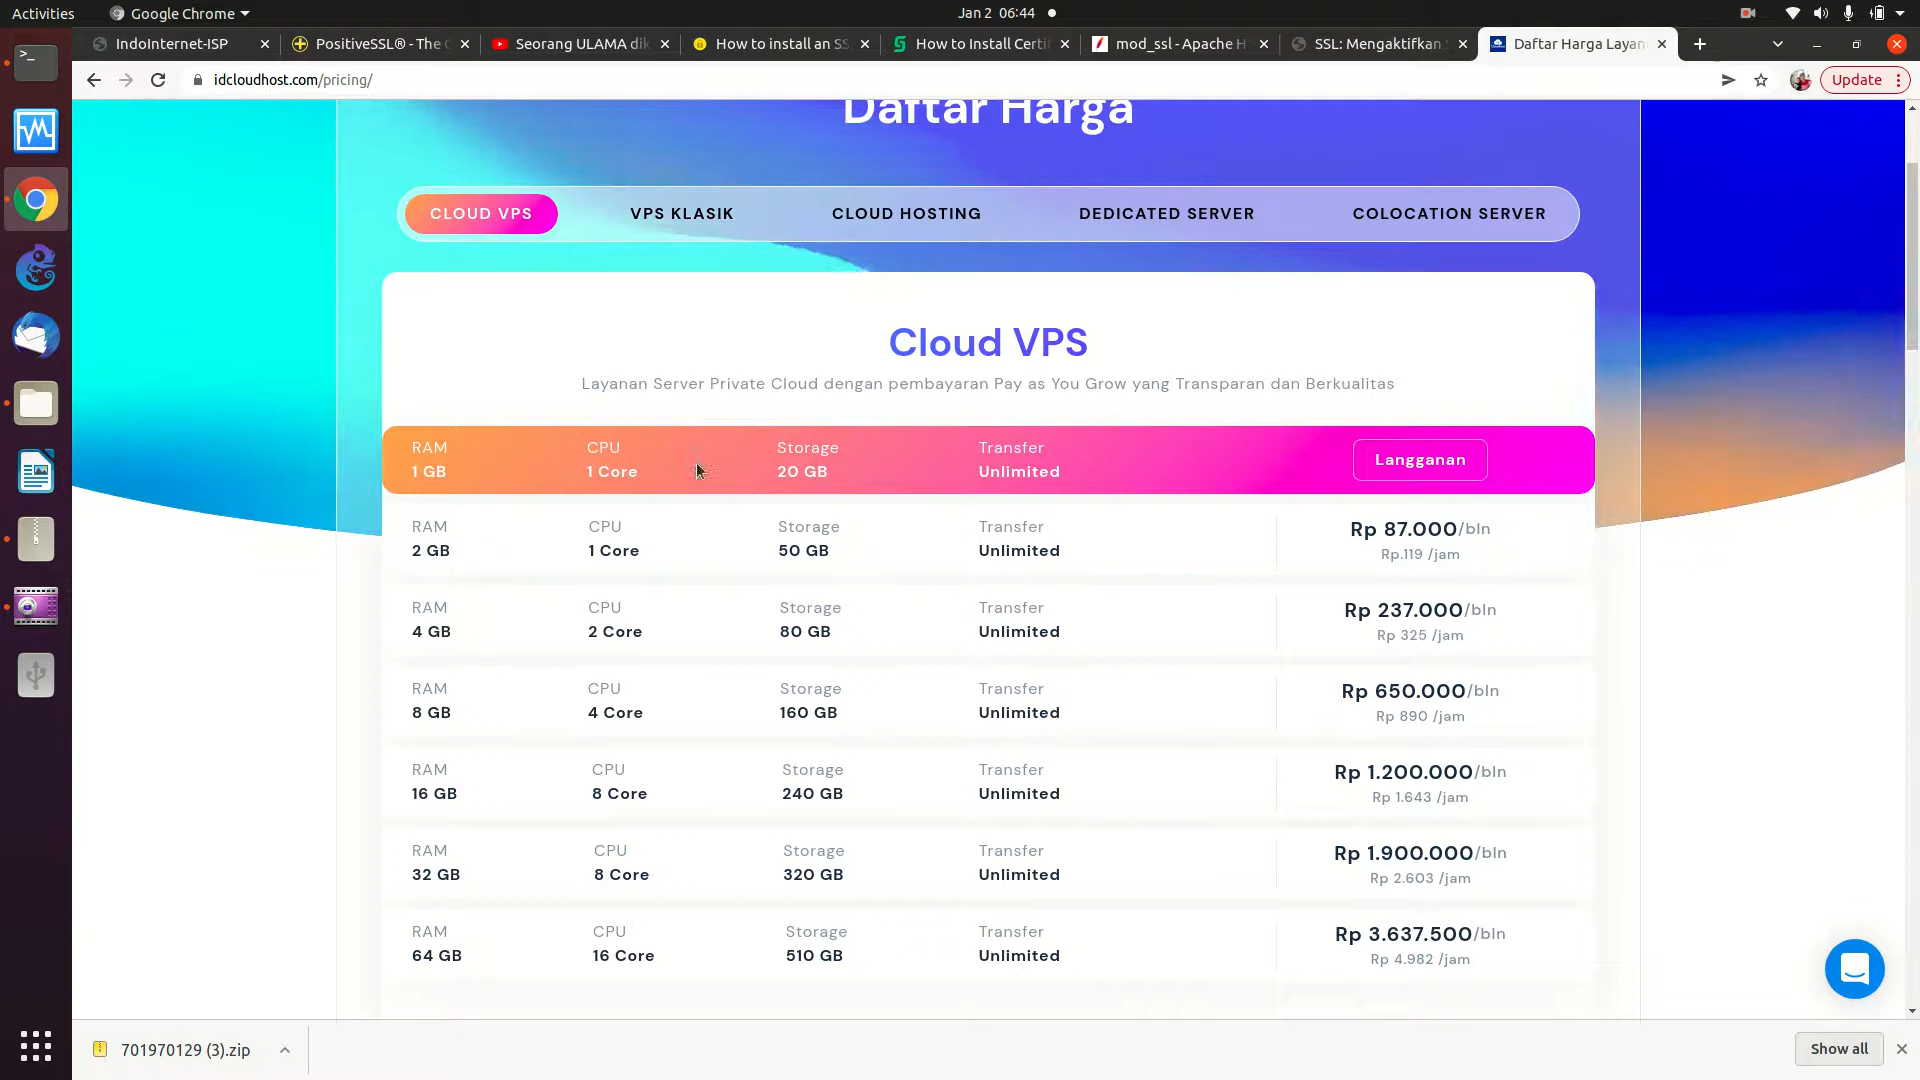 Activities
Google Chrome
Jan 2 06:44
IndoInternet-ISP
PositiveSSL® - The C
Seorang ULAMA dik
How to install an SS
How to Install Certi
mod_ssl - Apache H
SSL: Mengaktifkan
Daftar Harga Layan
idcloudhost.com/pricing/
Update
Daftar Harga
CLOUD VPS
VPS KLASIK
CLOUD HOSTING
DEDICATED SERVER
COLOCATION SERVER
Cloud VPS
Layanan Server Private Cloud dengan pembayaran Pay as You Grow yang Transparan dan Berkualitas
RAM CPU Storage Transfer
1 GB 1 Core 20 GB Unlimited
Langganan
RAM CPU Storage Transfer
2 GB 1 Core 50 GB Unlimited
Rp 87.000/bln
Rp.119 /jam
RAM CPU Storage Transfer
4 GB 2 Core 80 GB Unlimited
Rp 237.000/bln
Rp 325 /jam
RAM CPU Storage Transfer
8 GB 4 Core 160 GB Unlimited
Rp 650.000/bln
Rp 890 /jam
RAM CPU Storage Transfer
16 GB 8 Core 240 GB Unlimited
Rp 1.200.000/bln
Rp 1.643 /jam
RAM CPU Storage Transfer
32 GB 8 Core 320 GB Unlimited
Rp 1.900.000/bln
Rp 2.603 /jam
RAM CPU Storage Transfer
64 GB 16 Core 510 GB Unlimited
Rp 3.637.500/bln
Rp 4.982 /jam
701970129 (3).zip
Show all